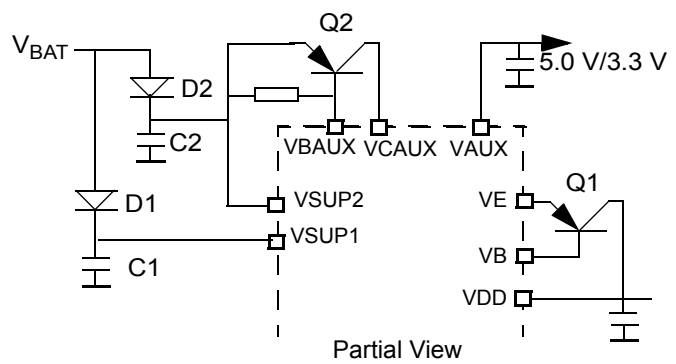 Q2
V_BAT
5.0 V/3.3 V
D2
C2
VBAUX
VCAUX
VAUX
D1
VSUP2
VE
Q1
VSUP1
C1
VB
VDD
Partial View